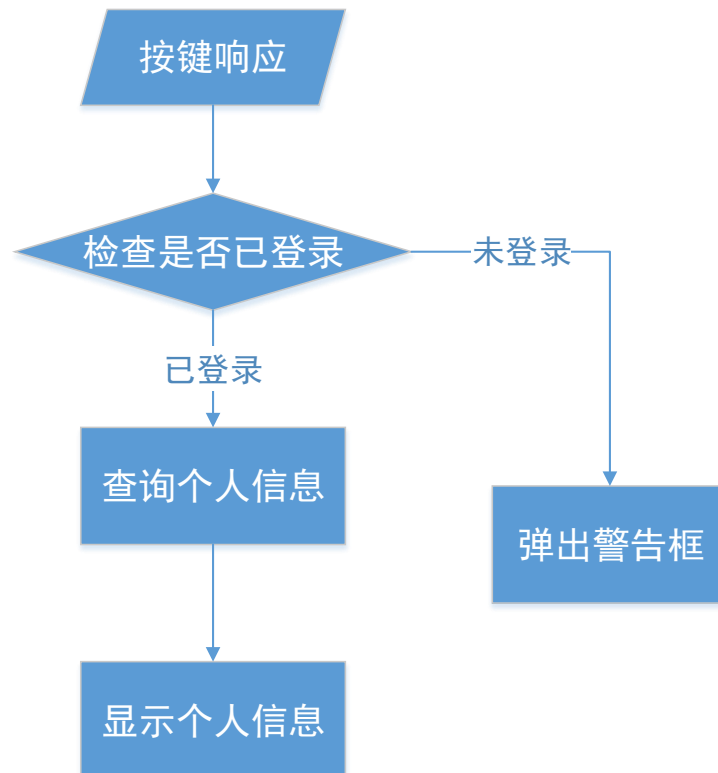 按键响应
检查是否已登录
未登录
已登录
查询个人信息
弹出警告框
显示个人信息